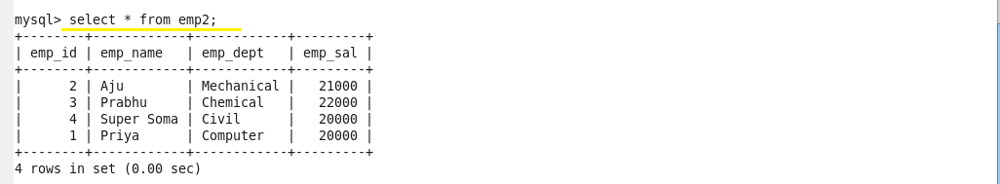 mysql> select * from emp2;
+--------+------------+------------+---------+
| emp_id | emp_name   | emp_dept   | emp_sal |
+--------+------------+------------+---------+
|      2 | Aju        | Mechanical |   21000 |
|      3 | Prabhu     | Chemical   |   22000 |
|      4 | Super Soma | Civil      |   20000 |
|      1 | Priya      | Computer   |   20000 |
+--------+------------+------------+---------+
4 rows in set (0.00 sec)